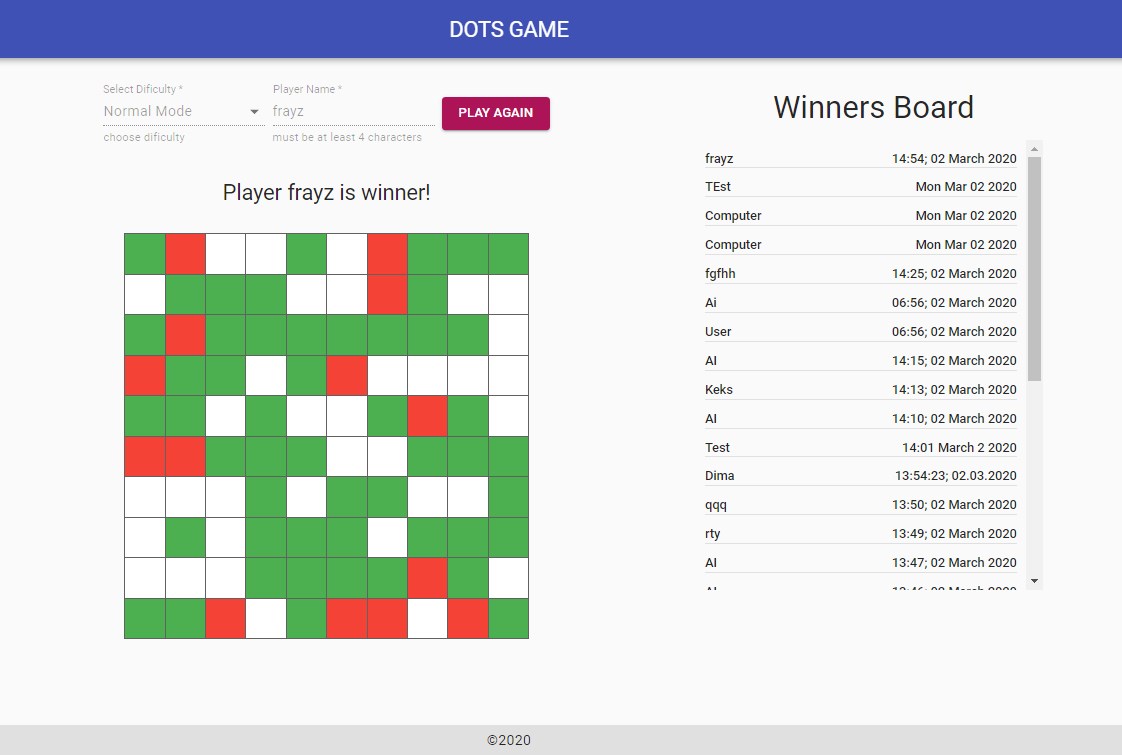 DOTS GAME
Select Dificulty *
Normal Mode
choose dificulty
Player Name *
frayz
must be at least 4 characters
PLAY AGAIN
Player frayz is winner!
Winners Board
frayz 14:54; 02 March 2020
TEst Mon Mar 02 2020
Computer Mon Mar 02 2020
Computer Mon Mar 02 2020
fgfhh 14:25; 02 March 2020
Ai 06:56; 02 March 2020
User 06:56; 02 March 2020
AI 14:15; 02 March 2020
Keks 14:13; 02 March 2020
AI 14:10; 02 March 2020
Test 14:01 March 2 2020
Dima 13:54:23; 02.03.2020
qqq 13:50; 02 March 2020
rty 13:49; 02 March 2020
AI 13:47; 02 March 2020
©2020